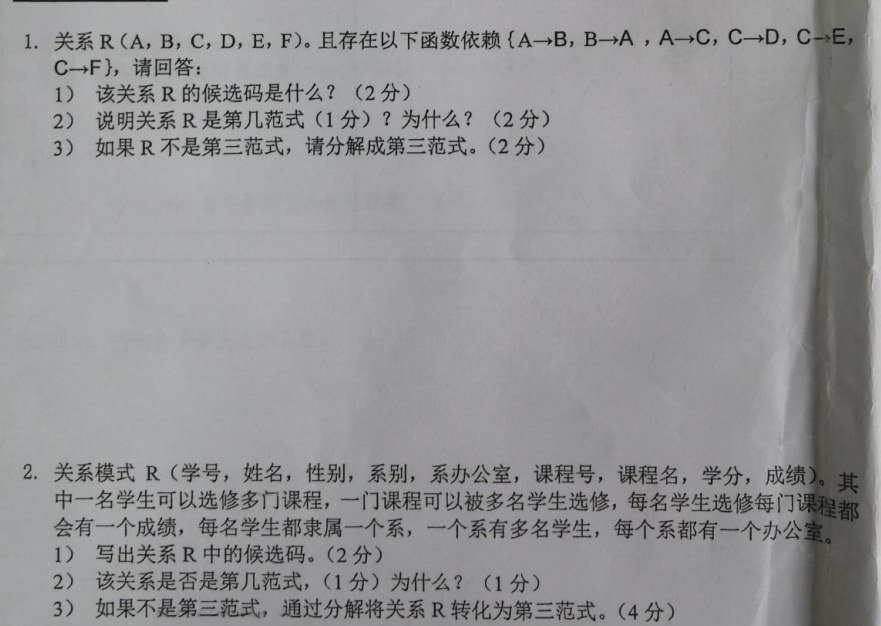 1. 关系 R(A，B，C，D，E，F)。且存在以下函数依赖{A→B，B→A ，A→C，C→D，C→E，
C→F}，请回答：
1） 该关系 R 的候选码是什么？（2 分）
2） 说明关系 R 是第几范式（1 分）？为什么？（2 分）
3） 如果 R 不是第三范式，请分解成第三范式。（2 分）
2. 关系模式 R（学号，姓名，性别，系别，系办公室，课程号，课程名，学分，成绩）。其
中一名学生可以选修多门课程，一门课程可以被多名学生选修，每名学生选修每门课程都
会有一个成绩，每名学生都隶属一个系，一个系有多名学生，每个系都有一个办公室。
1） 写出关系 R 中的候选码。（2 分）
2） 该关系是否是第几范式，（1 分）为什么？（1 分）
3） 如果不是第三范式，通过分解将关系 R 转化为第三范式。（4 分）